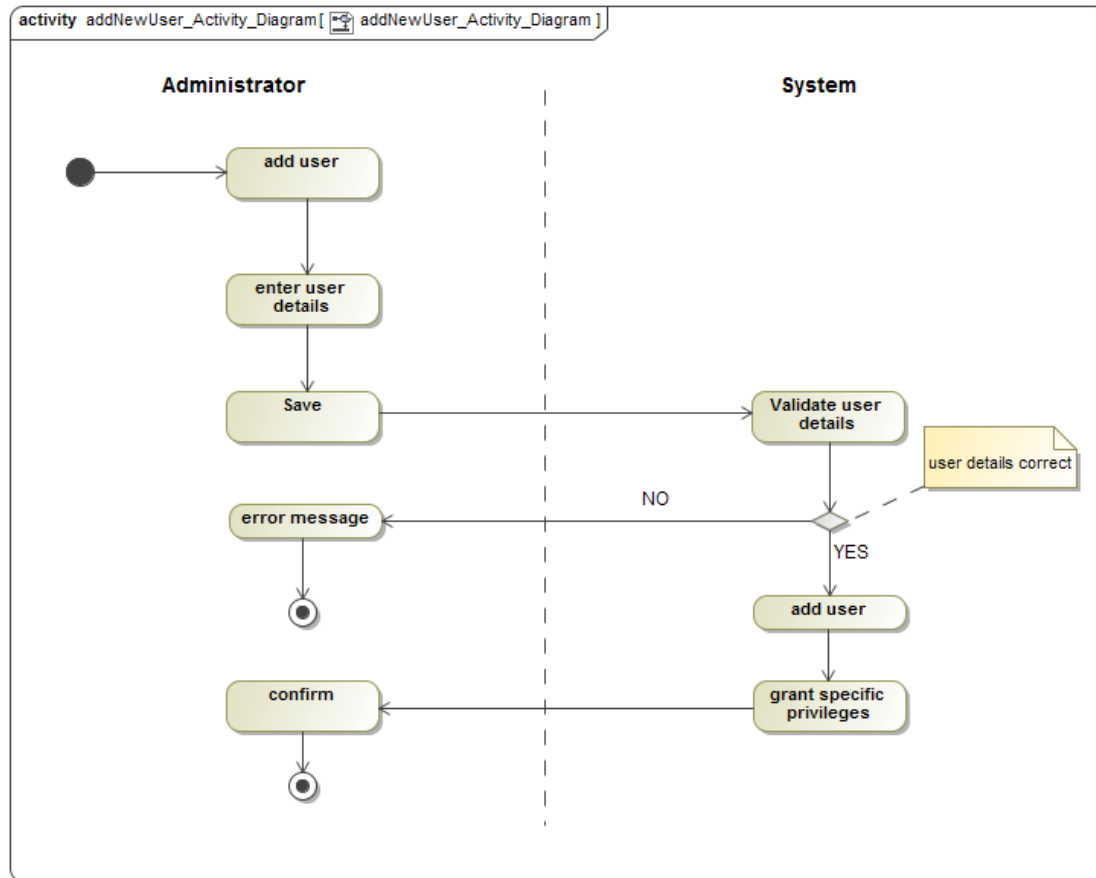 activity addNewUser_Activity_Diagram[ addNewUser_Activity_Diagram ]
Administrator
System
add user
enter user
details
Save
Validate user
details
user details correct
NO
error message
YES
add user
confirm
grant specific
privileges